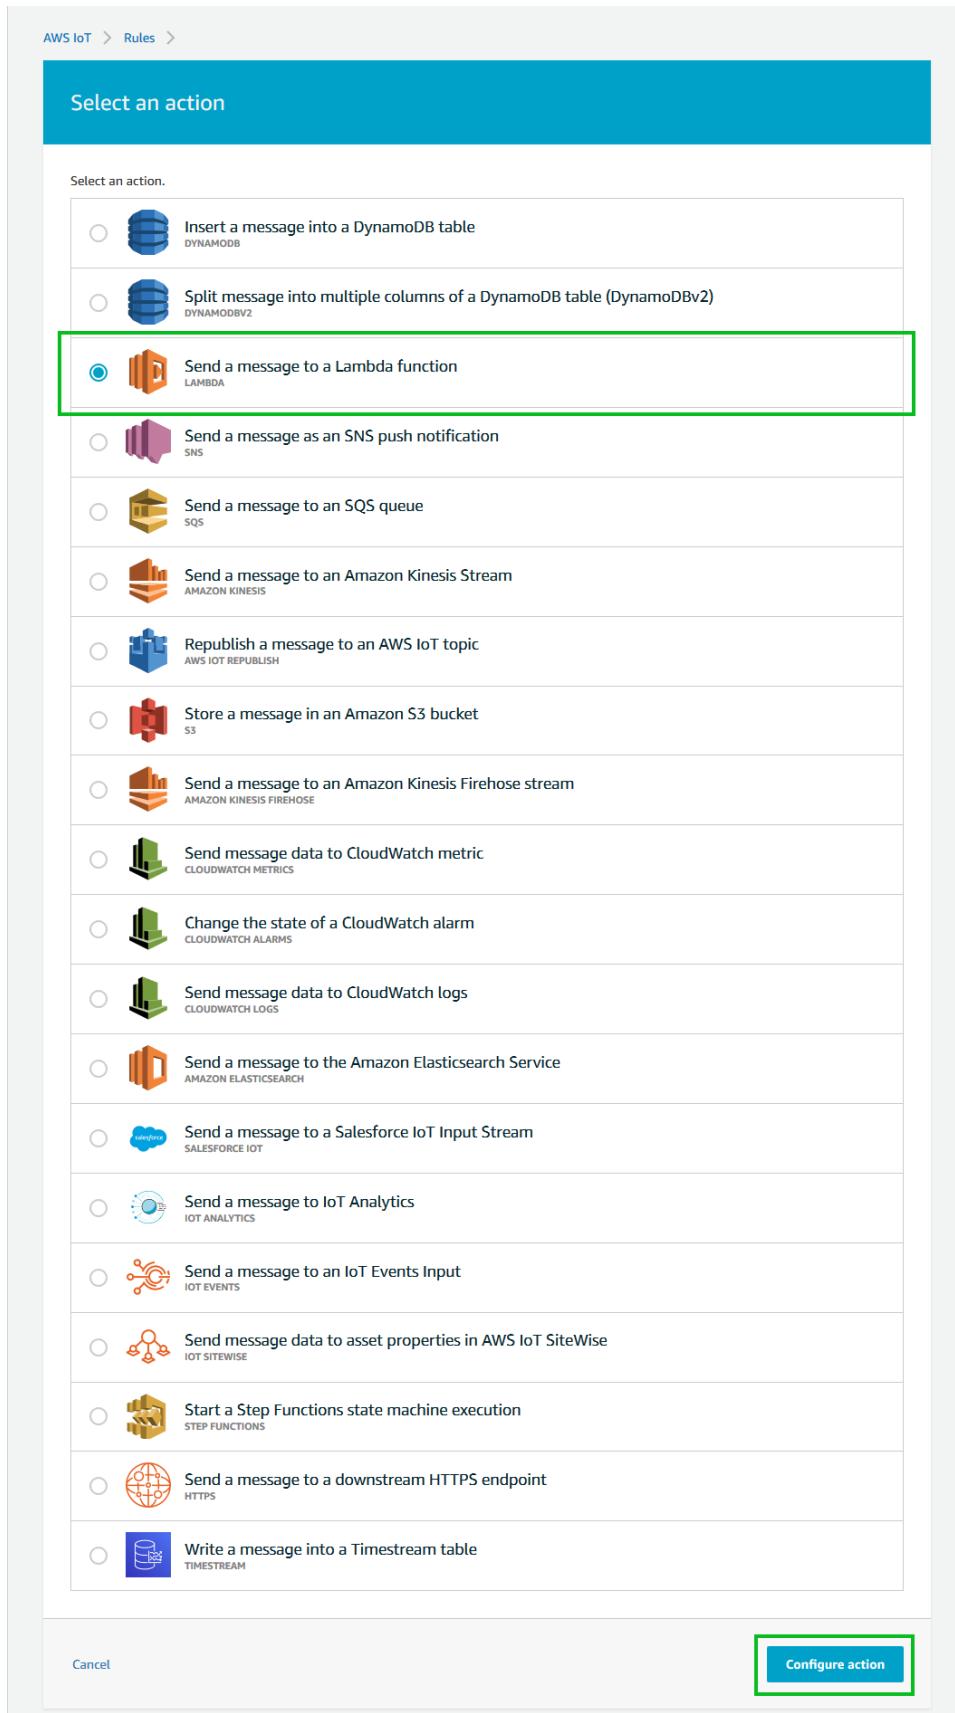 AWS IoT > Rules >
Select an action
Select an action.
Insert a message into a DynamoDB table
DYNAMODB
Split message into multiple columns of a DynamoDB table (DynamoDBv2)
DYNAMODBV2
Send a message to a Lambda function
LAMBDA
Send a message as an SNS push notification
SNS
Send a message to an SQS queue
SQS
Send a message to an Amazon Kinesis Stream
AMAZON KINESIS
Republish a message to an AWS IoT topic
AWS IOT REPUBLISH
Store a message in an Amazon S3 bucket
S3
Send a message to an Amazon Kinesis Firehose stream
AMAZON KINESIS FIREHOSE
Send message data to CloudWatch metric
CLOUDWATCH METRICS
Change the state of a CloudWatch alarm
CLOUDWATCH ALARMS
Send message data to CloudWatch logs
CLOUDWATCH LOGS
Send a message to the Amazon Elasticsearch Service
AMAZON ELASTICSEARCH
salesforce
Send a message to a Salesforce IoT Input Stream
SALESFORCE IOT
Send a message to IoT Analytics
IOT ANALYTICS
Send a message to an IoT Events Input
IOT EVENTS
Send message data to asset properties in AWS IoT SiteWise
IOT SITEWISE
Start a Step Functions state machine execution
STEP FUNCTIONS
Send a message to a downstream HTTPS endpoint
HTTPS
Write a message into a Timestream table
TIMESTREAM
Cancel
Configure action